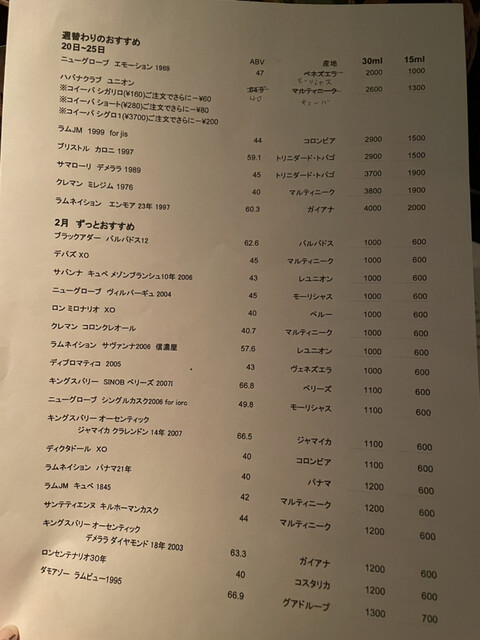 週替わりのおすすめ
20日~25日 ABV 産地 30ml 15ml
ニューグローブ エモーション 1969 47 ベネズエラ 2000 1000
モーリシャス
ハバナクラブ ユニオン 64.9 マルティニーク 2600 1300
※コイーバ シガリロ(¥160)ご注文さらに－¥60 40 キューバ
※コイーバ ショート(¥280)ご注文さらに－¥80
※コイーバ シグロ1(¥3700)ご注文さらに－¥200
ラムJM 1999 for jis 44 コロンビア 2900 1500
ブリストル カロニ 1997 59.1 トリニダード・トバゴ 2900 1500
サマローリ デメララ 1989 45 トリニダード・トバゴ 3700 1900
クレマン ミレジム 1976 40 マルティニーク 3800 1900
ラムネイション エンモア 23年 1997 60.3 ガイアナ 4000 2000
2月 ずっとおすすめ
ブラックアダー バルバドス12 62.6 バルバドス 1000 600
デパズ XO 45 マルティニーク 1000 600
サバンナ キュベ メゾンブランシュ10年 2006 43 レユニオン 1000 600
ニューグローブ ヴィルバーギュ 2004 45 モーリシャス 1000 600
ロン ミロナリオ XO 40 ペルー 1000 600
クレマン コロンクレオール 40.7 マルティニーク 1000 600
ラムネイション サヴァンナ2006 信濃屋 57.6 レユニオン 1000 600
ディプロマティコ 2005 43 ヴェネズエラ 1000 600
キングスバリー SINOB ベリーズ 2007I 66.8 ベリーズ 1100 600
ニューグローブ シングルカスク2006 for iorc 49.8 モーリシャス 1100 600
キングスバリー オーセンティック
ジャマイカ クラレンドン 14年 2007 66.5 ジャマイカ 1100 600
ディクタドール XO 40 コロンビア 1100 600
ラムネイション パナマ21年 40 パナマ 1200 600
ラムJM キュベ 1845 42 マルティニーク 1200 600
サンテティエンヌ キルホーマンカスク 44 マルティニーク 1200 600
キングスバリー オーセンティック
デメララ ダイヤモンド 18年 2003 63.3 ガイアナ 1200 600
ロンセンテナリオ30年 40 コスタリカ 1200 600
ダモアゾー ラムビュー1995 66.9 グアドループ 1300 700